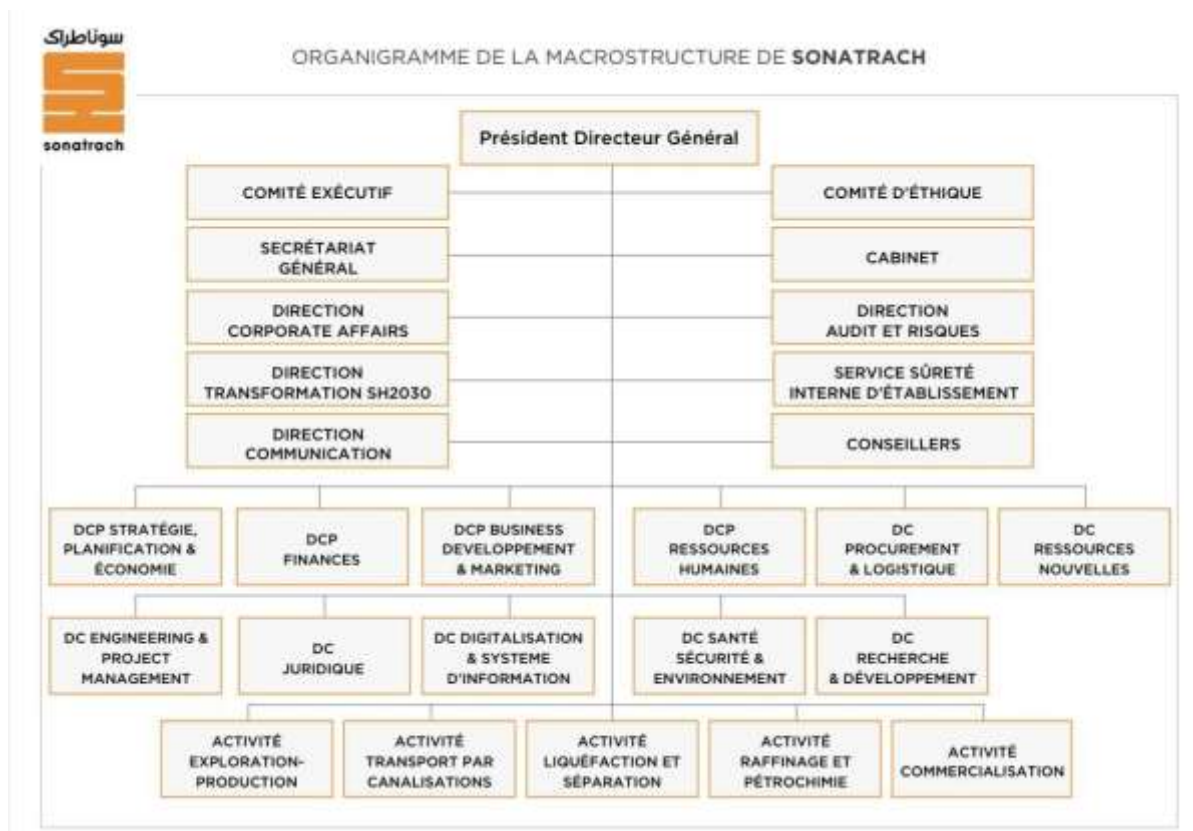 سوناطراك
sonatrach
ORGANIGRAMME DE LA MACROSTRUCTURE DE SONATRACH
Président Directeur Général
COMITÉ EXÉCUTIF
COMITÉ D'ÉTHIQUE
SECRÉTARIAT
GÉNÉRAL
CABINET
DIRECTION
CORPORATE AFFAIRS
DIRECTION
AUDIT ET RISQUES
DIRECTION
TRANSFORMATION SH2030
SERVICE SÛRETÉ
INTERNE D'ÉTABLISSEMENT
DIRECTION
COMMUNICATION
CONSEILLERS
DCP STRATÉGIE,
PLANIFICATION &
ÉCONOMIE
DCP
FINANCES
DCP BUSINESS
DEVELOPPEMENT
& MARKETING
DCP
RESSOURCES
HUMAINES
DC
PROCUREMENT
& LOGISTIQUE
DC
RESSOURCES
NOUVELLES
DC ENGINEERING &
PROJECT
MANAGEMENT
DC
JURIDIQUE
DC DIGITALISATION
& SYSTEME
D'INFORMATION
DC SANTÉ
SÉCURITÉ &
ENVIRONNEMENT
DC
RECHERCHE
& DÉVELOPPEMENT
ACTIVITÉ
EXPLORATION-
PRODUCTION
ACTIVITÉ
TRANSPORT PAR
CANALISATIONS
ACTIVITÉ
LIQUÉFACTION ET
SÉPARATION
ACTIVITÉ
RAFFINAGE ET
PÉTROCHIMIE
ACTIVITÉ
COMMERCIALISATION